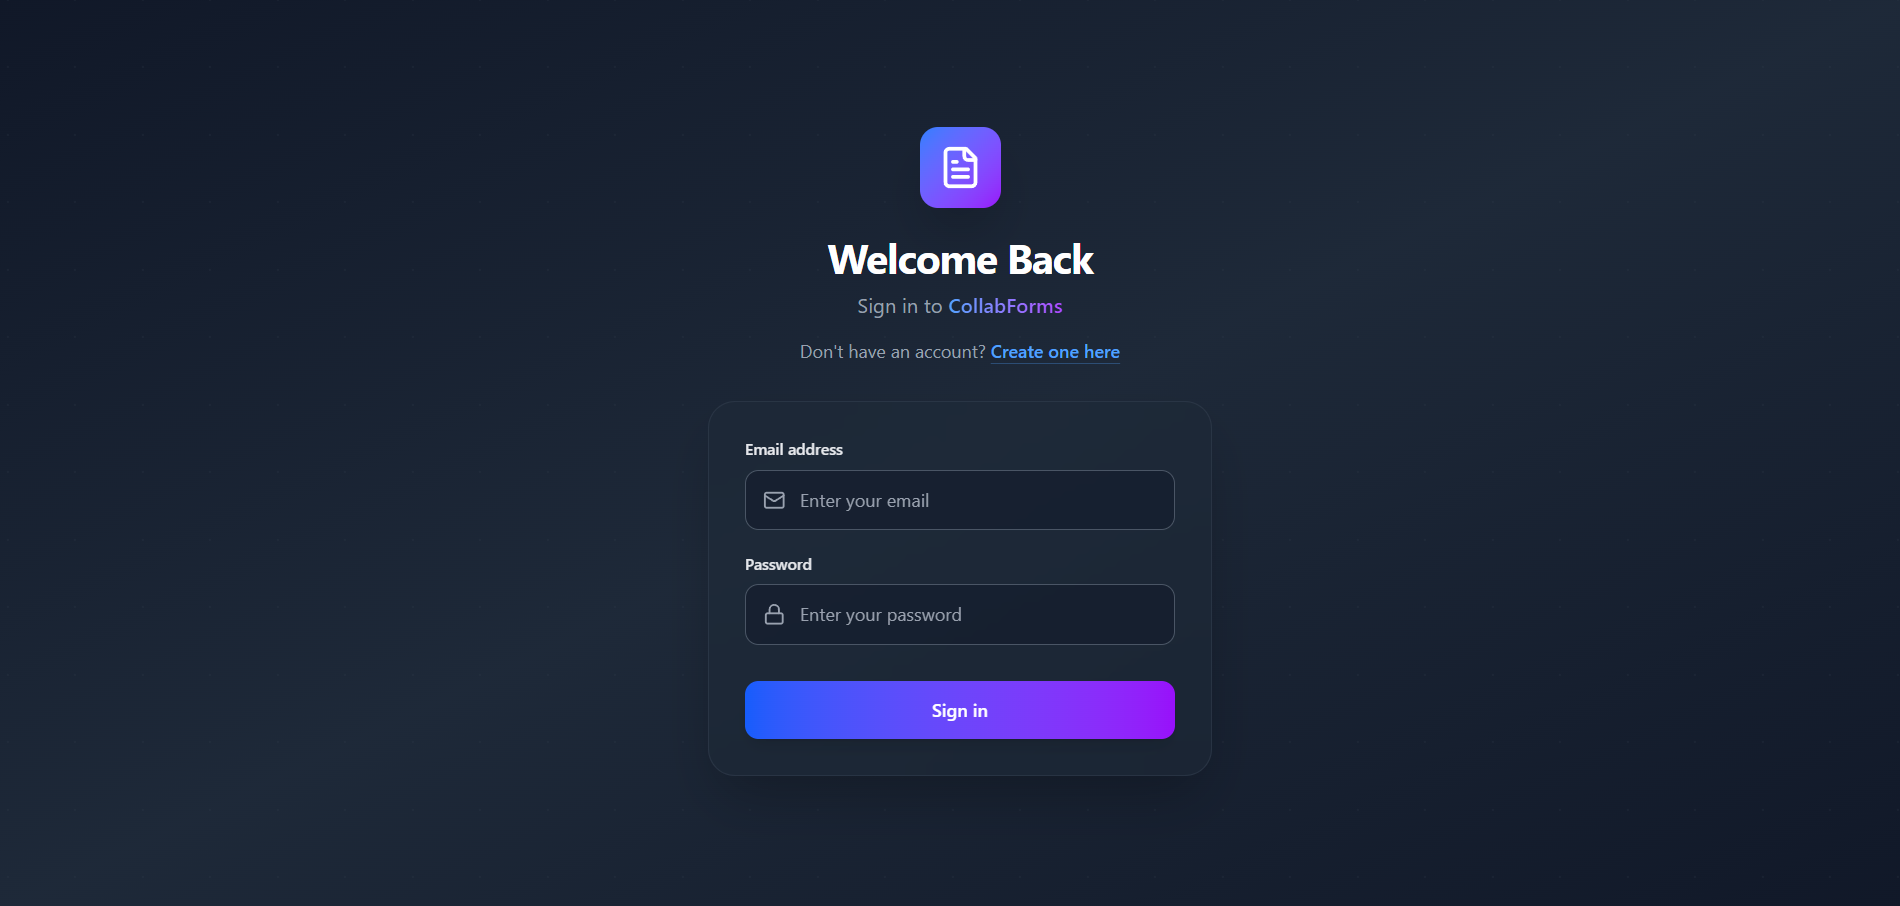 Welcome Back
Sign in to CollabForms
Don't have an account? Create one here
Email address
Enter your email
Password
Enter your password
Sign in